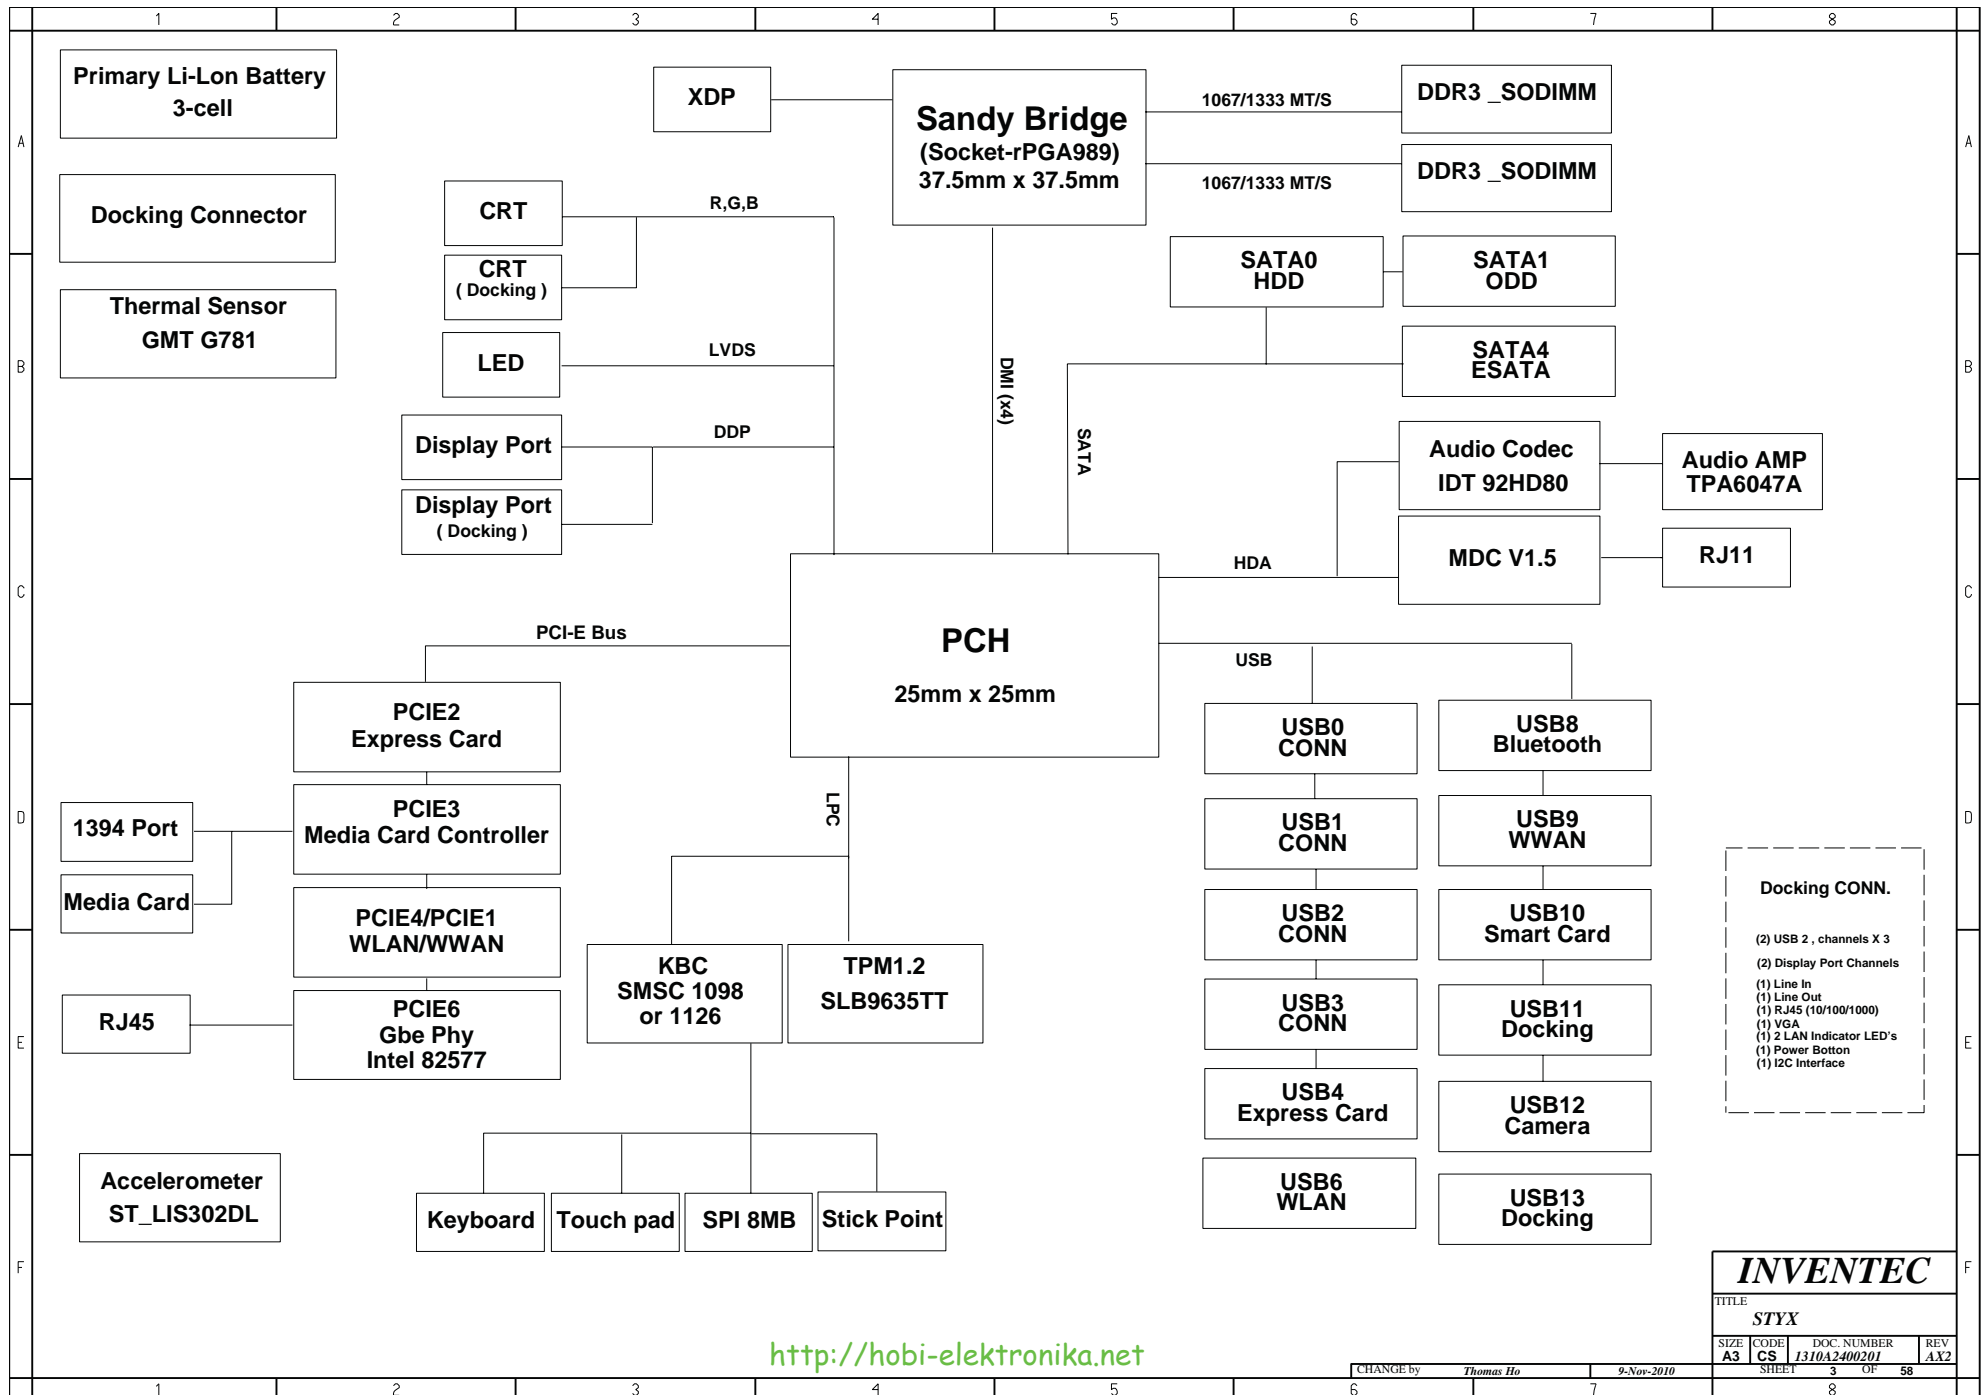 1 2 3 4 5 6 7 8
A
B
C
D
E
F
Primary Li-Lon Battery
3-cell
Docking Connector
Thermal Sensor
GMT G781
XDP
Sandy Bridge
(Socket-rPGA989)
37.5mm x 37.5mm
1067/1333 MT/S
1067/1333 MT/S
DDR3 _SODIMM
DDR3 _SODIMM
CRT
R,G,B
CRT
( Docking )
LED
LVDS
Display Port
DDP
Display Port
( Docking )
DMI (x4)
SATA
SATA0
HDD
SATA1
ODD
SATA4
ESATA
Audio Codec
IDT 92HD80
Audio AMP
TPA6047A
HDA
MDC V1.5
RJ11
PCH
25mm x 25mm
PCI-E Bus
USB
PCIE2
Express Card
PCIE3
Media Card Controller
PCIE4/PCIE1
WLAN/WWAN
PCIE6
Gbe Phy
Intel 82577
1394 Port
Media Card
RJ45
LPC
KBC
SMSC 1098
or 1126
TPM1.2
SLB9635TT
Keyboard
Touch pad
SPI 8MB
Stick Point
Accelerometer
ST_LIS302DL
USB0
CONN
USB1
CONN
USB2
CONN
USB3
CONN
USB4
Express Card
USB6
WLAN
USB8
Bluetooth
USB9
WWAN
USB10
Smart Card
USB11
Docking
USB12
Camera
USB13
Docking
Docking CONN.
(2) USB 2 , channels X 3
(2) Display Port Channels
(1) Line In
(1) Line Out
(1) RJ45 (10/100/1000)
(1) VGA
(1) 2 LAN Indicator LED's
(1) Power Botton
(1) I2C Interface
A
B
C
D
E
F
INVENTEC
TITLE
STYX
SIZE CODE DOC. NUMBER REV
A3 CS 1310A2400201 AX2
CHANGE by Thomas Ho 9-Nov-2010 SHEET 3 OF 58
http://hobi-elektronika.net
1 2 3 4 5 6 7 8